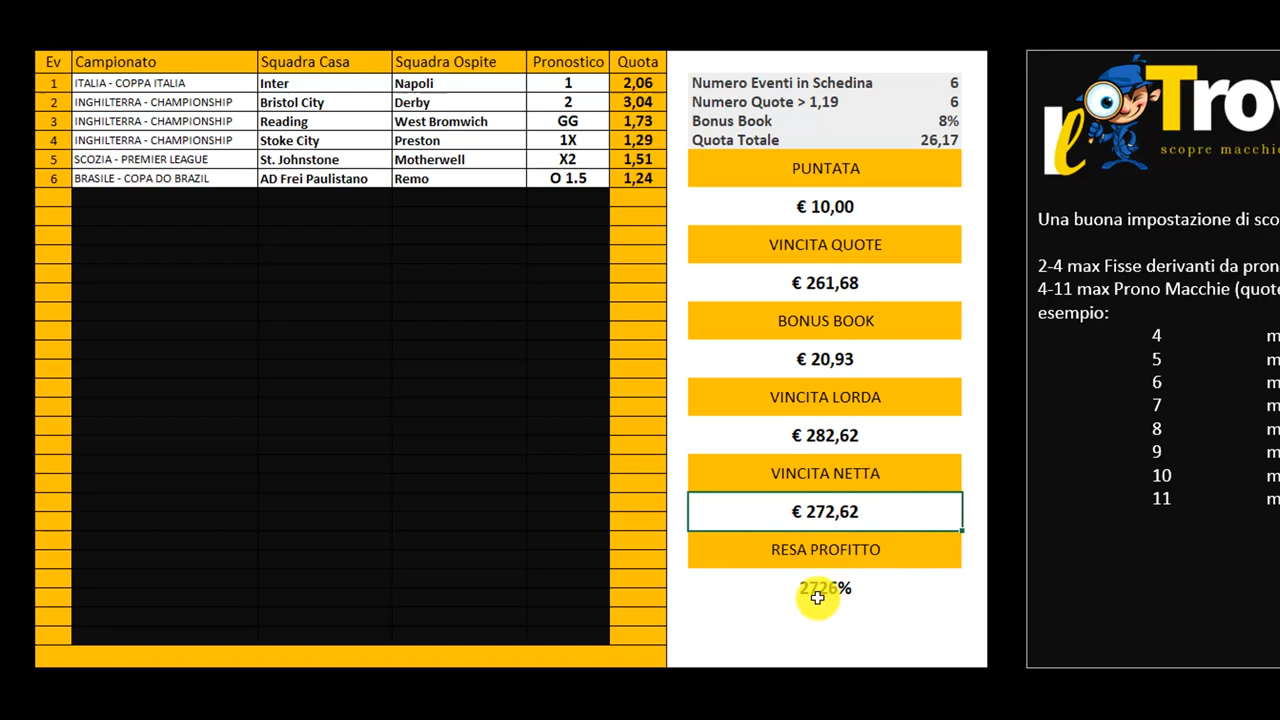 Ev Campionato Squadra Casa Squadra Ospite Pronostico Quota
1 ITALIA - COPPA ITALIA Inter Napoli 1 2,06
2 INGHILTERRA - CHAMPIONSHIP Bristol City Derby 2 3,04
3 INGHILTERRA - CHAMPIONSHIP Reading West Bromwich GG 1,73
4 INGHILTERRA - CHAMPIONSHIP Stoke City Preston 1X 1,29
5 SCOZIA - PREMIER LEAGUE St. Johnstone Motherwell X2 1,51
6 BRASILE - COPA DO BRAZIL AD Frei Paulistano Remo O 1.5 1,24
Numero Eventi in Schedina 6
Numero Quote > 1,19 6
Bonus Book 8%
Quota Totale 26,17
PUNTATA
€ 10,00
VINCITA QUOTE
€ 261,68
BONUS BOOK
€ 20,93
VINCITA LORDA
€ 282,62
VINCITA NETTA
€ 272,62
RESA PROFITTO
2726%
Il Trov
scopre macchi
Una buona impostazione di sco
2-4 max Fisse derivanti da pron
4-11 max Prono Macchie (quote
esempio:
4 m
5 m
6 m
7 m
8 m
9 m
10 m
11 m